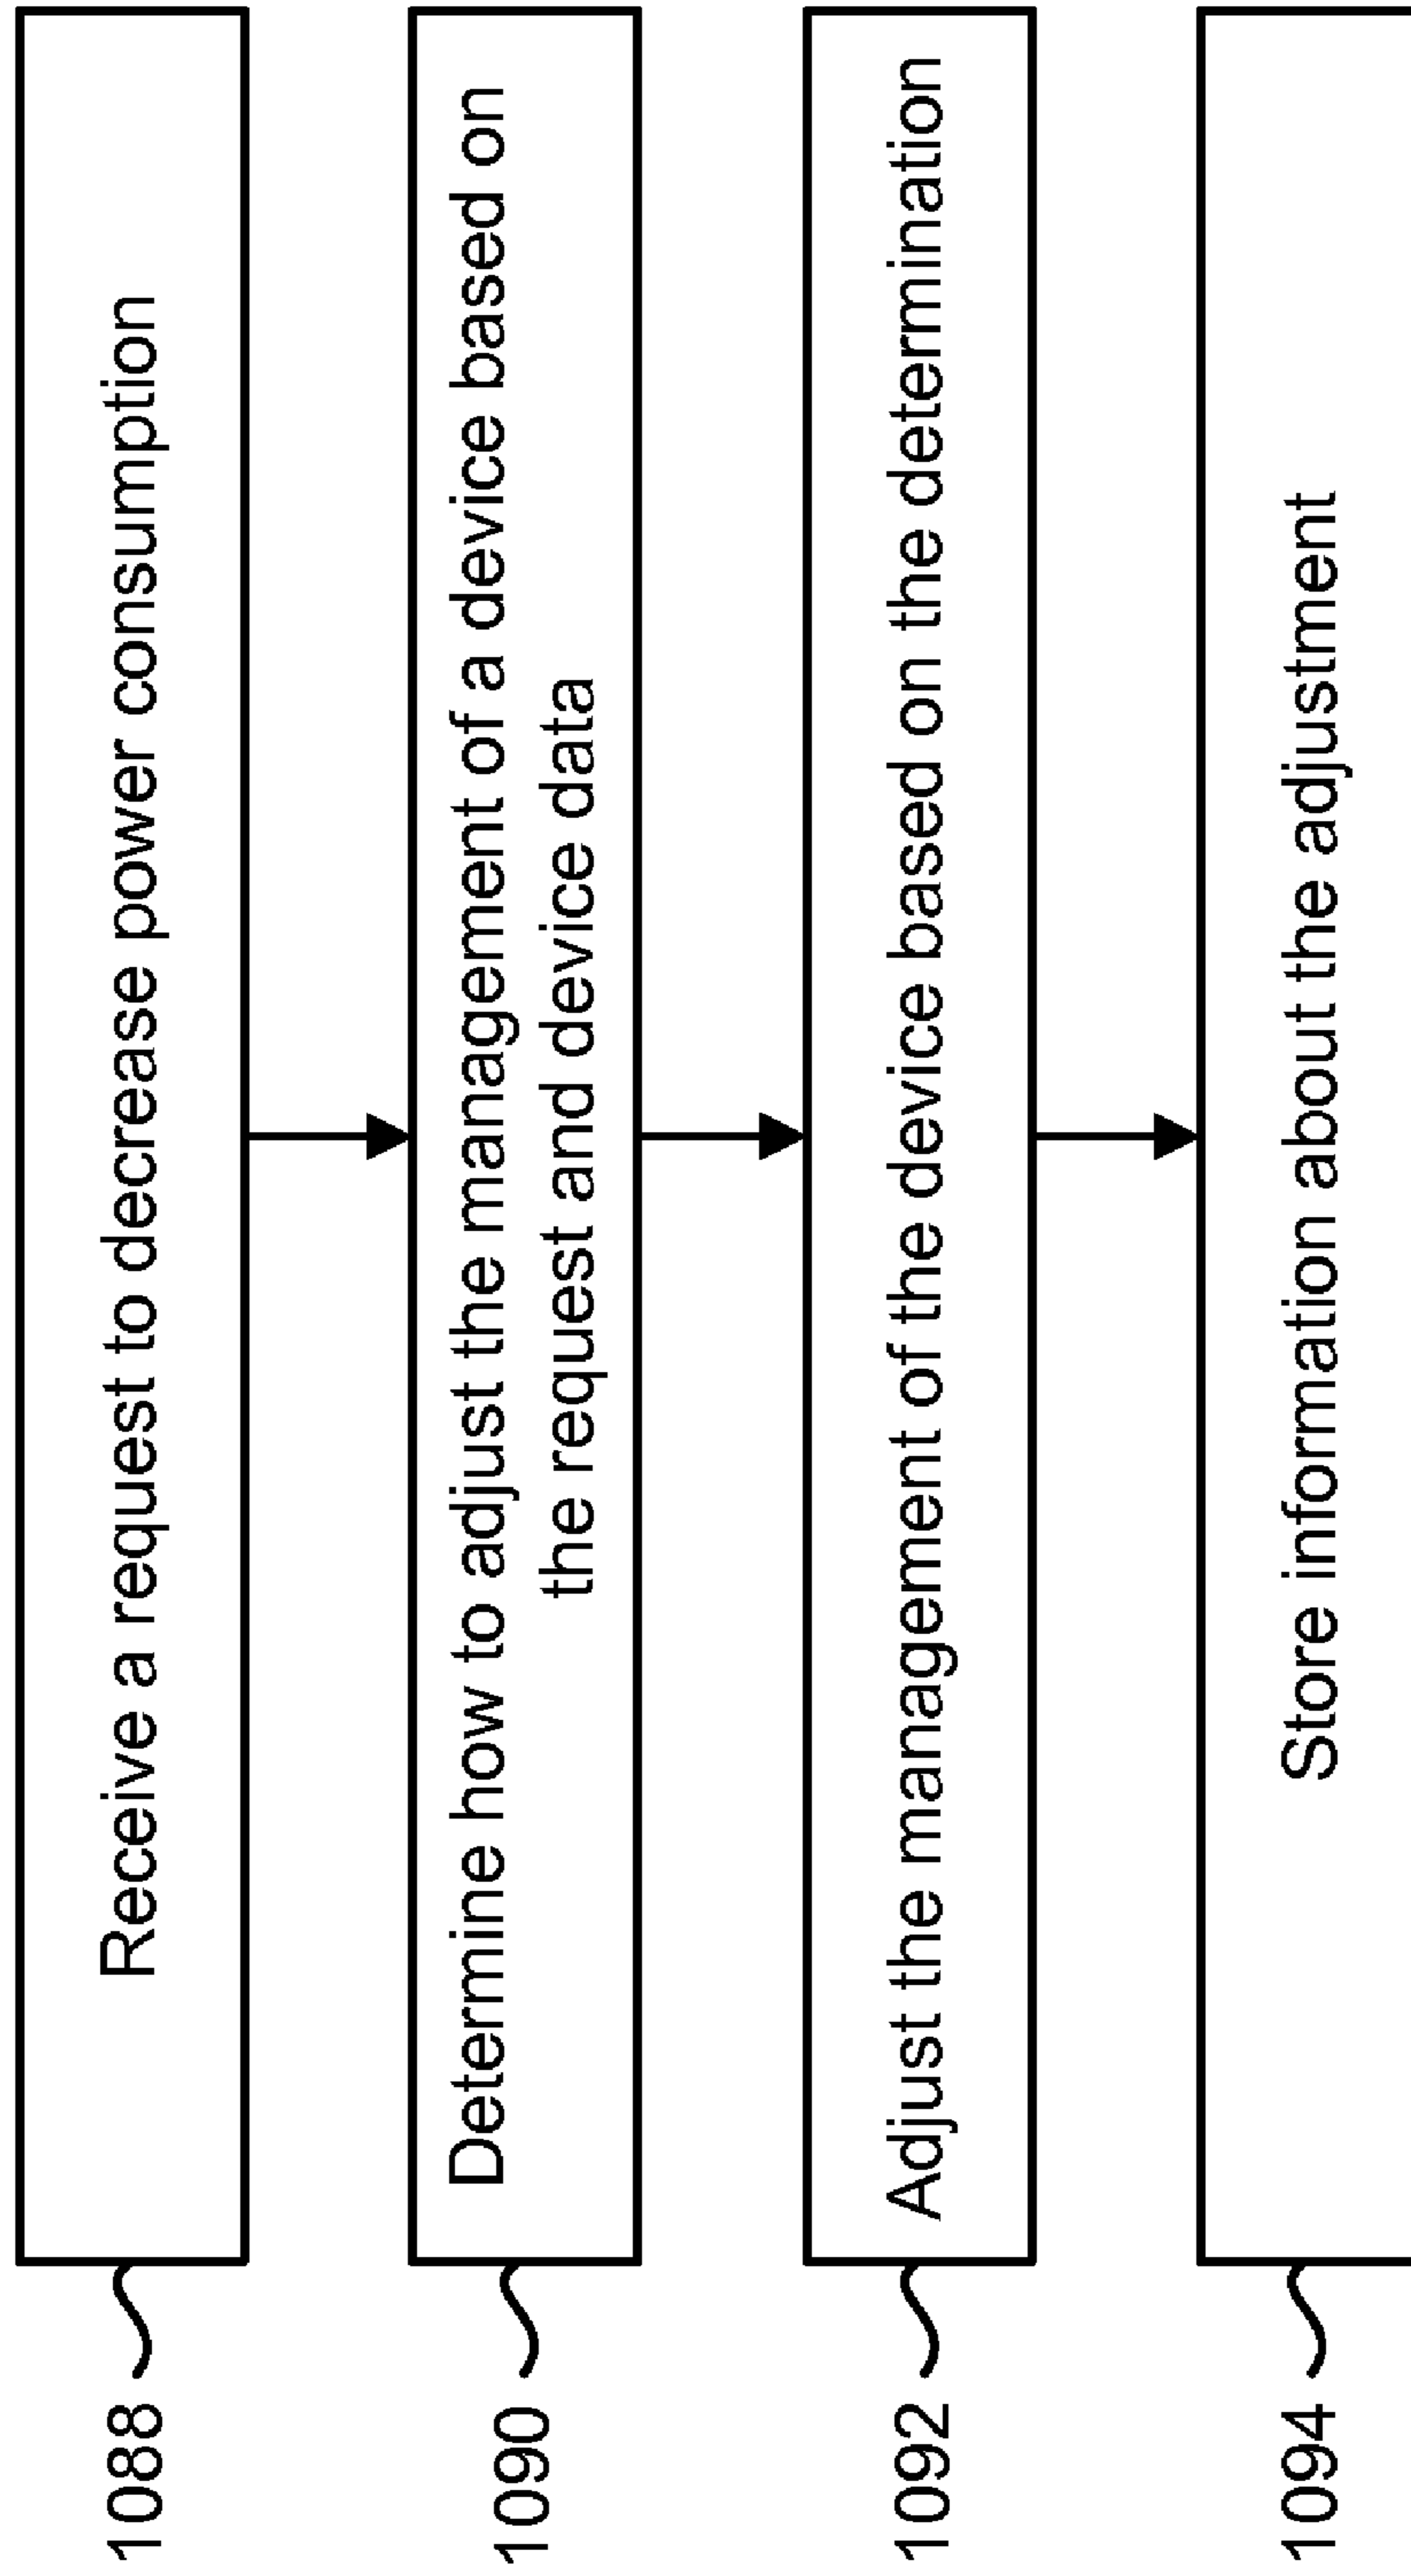 1088
Receive a request to decrease power consumption
1090
Determine how to adjust the management of a device based on
the request and device data
1092
Adjust the management of the device based on the determination
1094
Store information about the adjustment